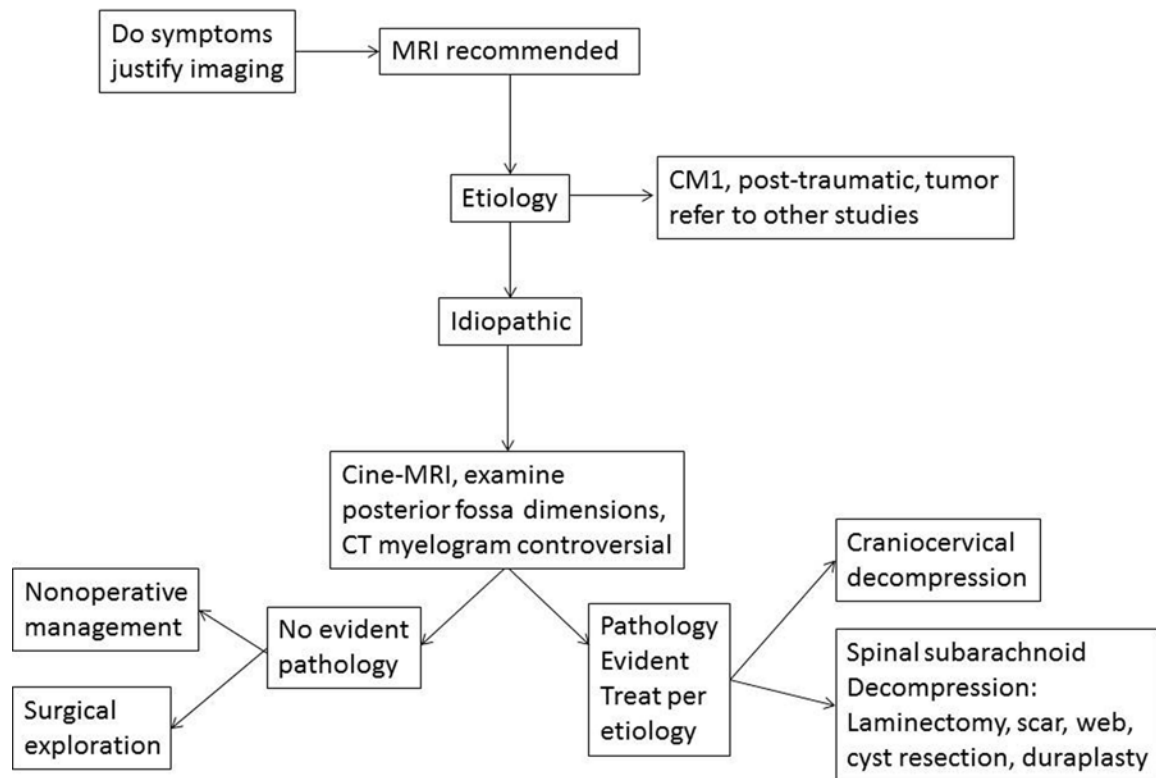 Do symptoms
justify imaging
MRI recommended
Etiology
CM1, post-traumatic, tumor
refer to other studies
Idiopathic
Cine-MRI, examine
posterior fossa dimensions,
CT myelogram controversial
Nonoperative
management
No evident
pathology
Surgical
exploration
Pathology
Evident
Treat per
etiology
Craniocervical
decompression
Spinal subarachnoid
Decompression:
Laminectomy, scar, web,
cyst resection, duraplasty